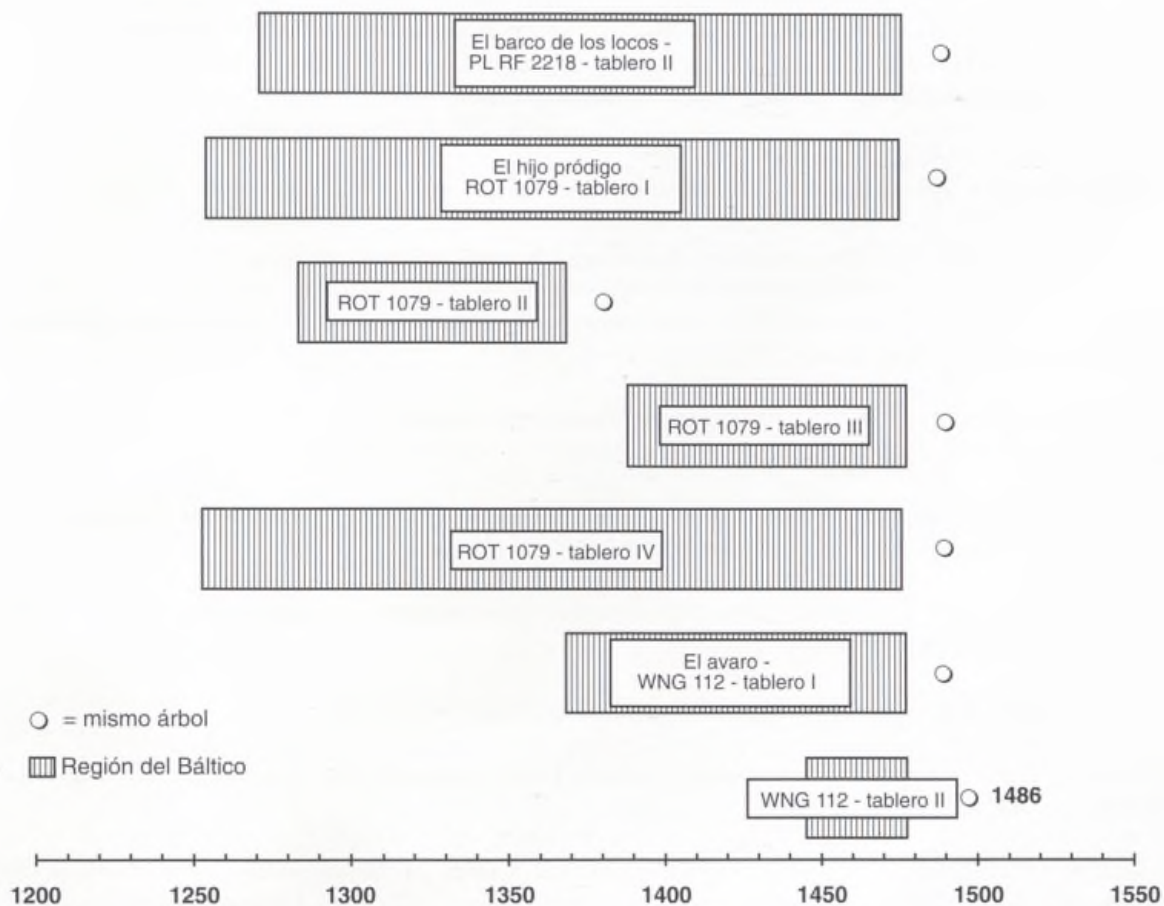 El barco de los locos -
PL RF 2218 - tablero II
El hijo pródigo
ROT 1079 - tablero I
ROT 1079 - tablero II
ROT 1079 - tablero III
ROT 1079 - tablero IV
El avaro -
WNG 112 - tablero I
= mismo árbol
Región del Báltico
WNG 112 - tablero II
1486
1200 1250 1300 1350 1400 1450 1500 1550